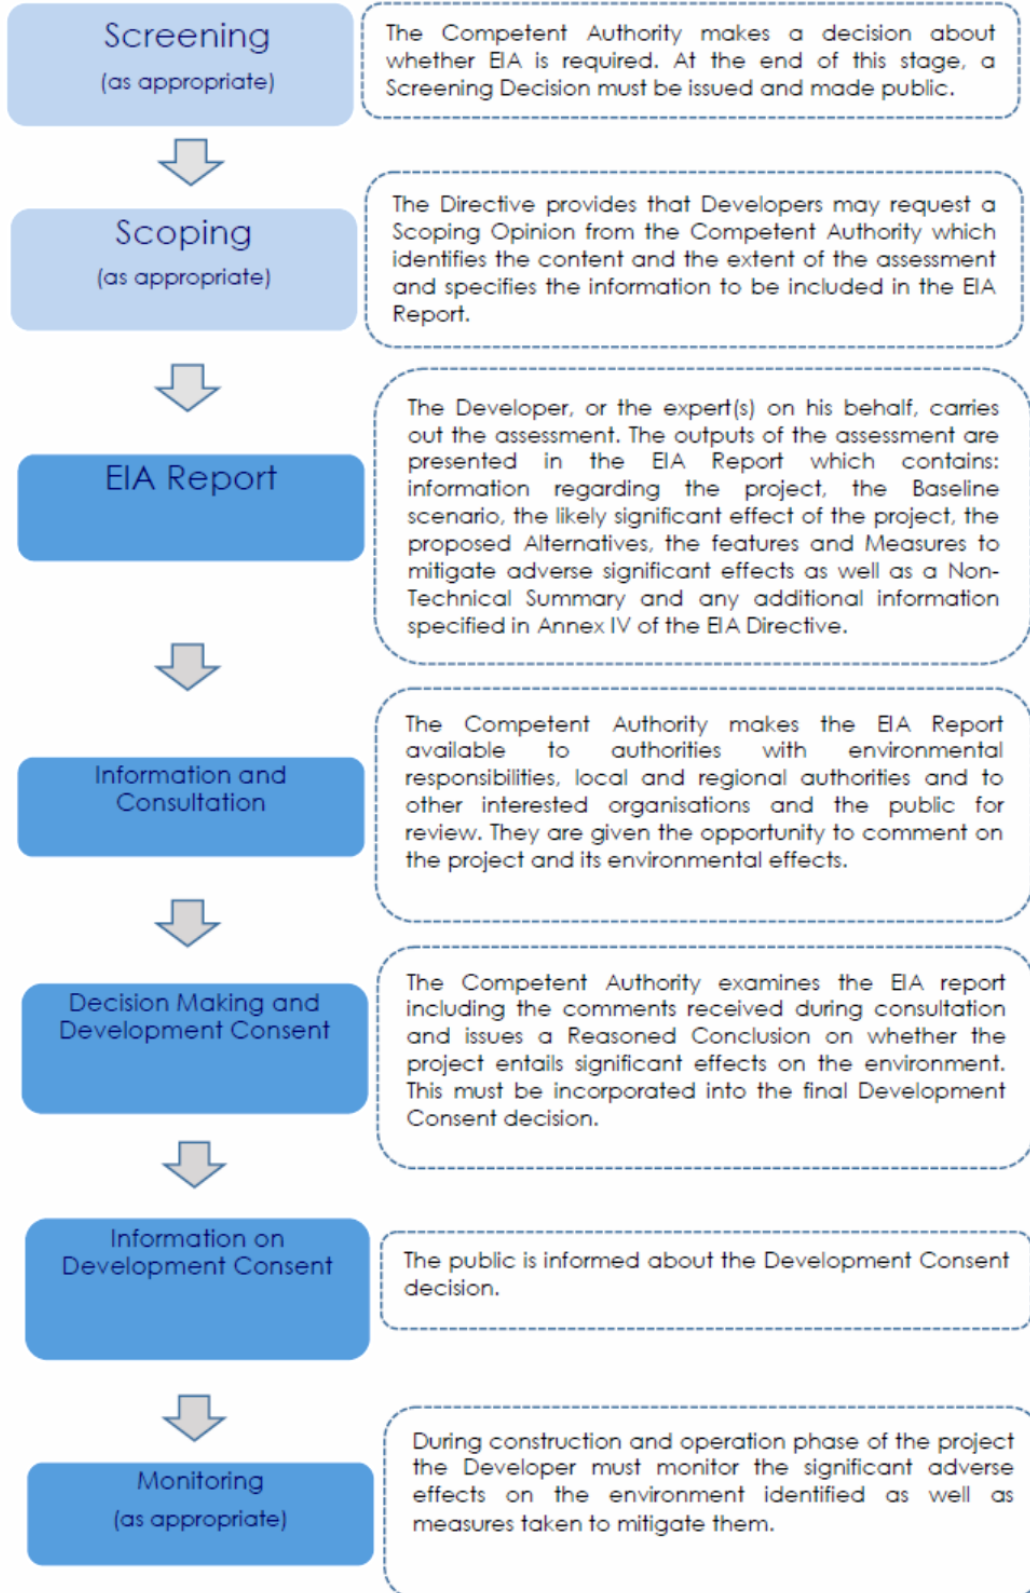 Screening
(as appropriate)
The Competent Authority makes a decision about
whether EIA is required. At the end of this stage, a
Screening Decision must be issued and made public.
Scoping
(as appropriate)
The Directive provides that Developers may request a
Scoping Opinion from the Competent Authority which
identifies the content and the extent of the assessment
and specifies the information to be included in the EIA
Report.
EIA Report
The Developer, or the expert(s) on his behalf, carries
out the assessment. The outputs of the assessment are
presented in the EIA Report which contains:
information regarding the project, the Baseline
scenario, the likely significant effect of the project, the
proposed Alternatives, the features and Measures to
mitigate adverse significant effects as well as a Non-
Technical Summary and any additional information
specified in Annex IV of the EIA Directive.
Information and
Consultation
The Competent Authority makes the EIA Report
available to authorities with environmental
responsibilities, local and regional authorities and to
other interested organisations and the public for
review. They are given the opportunity to comment on
the project and its environmental effects.
Decision Making and
Development Consent
The Competent Authority examines the EIA report
including the comments received during consultation
and issues a Reasoned Conclusion on whether the
project entails significant effects on the environment.
This must be incorporated into the final Development
Consent decision.
Information on
Development Consent
The public is informed about the Development Consent
decision.
Monitoring
(as appropriate)
During construction and operation phase of the project
the Developer must monitor the significant adverse
effects on the environment identified as well as
measures taken to mitigate them.